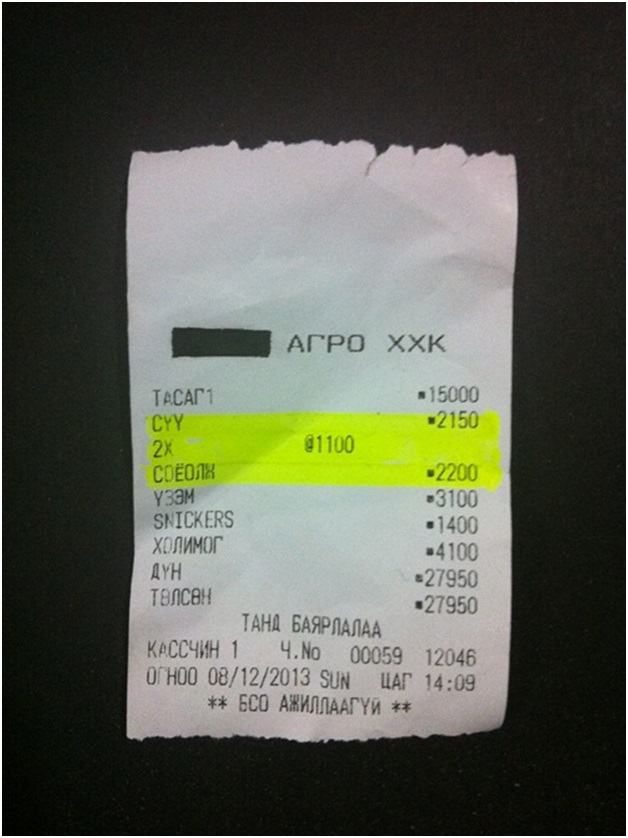 АГРО ХХК
ТАСАГ1 15000
СҮҮ 2150
2X @1100
СОЁОЛЖ 2200
ҮЗЭМ 3100
SNICKERS 1400
ХОЛИМОГ 4100
ДҮН 27950
ТӨЛСӨН 27950
ТАНД БАЯРЛАЛАА
КАССЧИН 1 Ч.No 00059 12046
ОГНОО 08/12/2013 SUN ЦАГ 14:09
** БСО АЖИЛЛААГҮЙ **